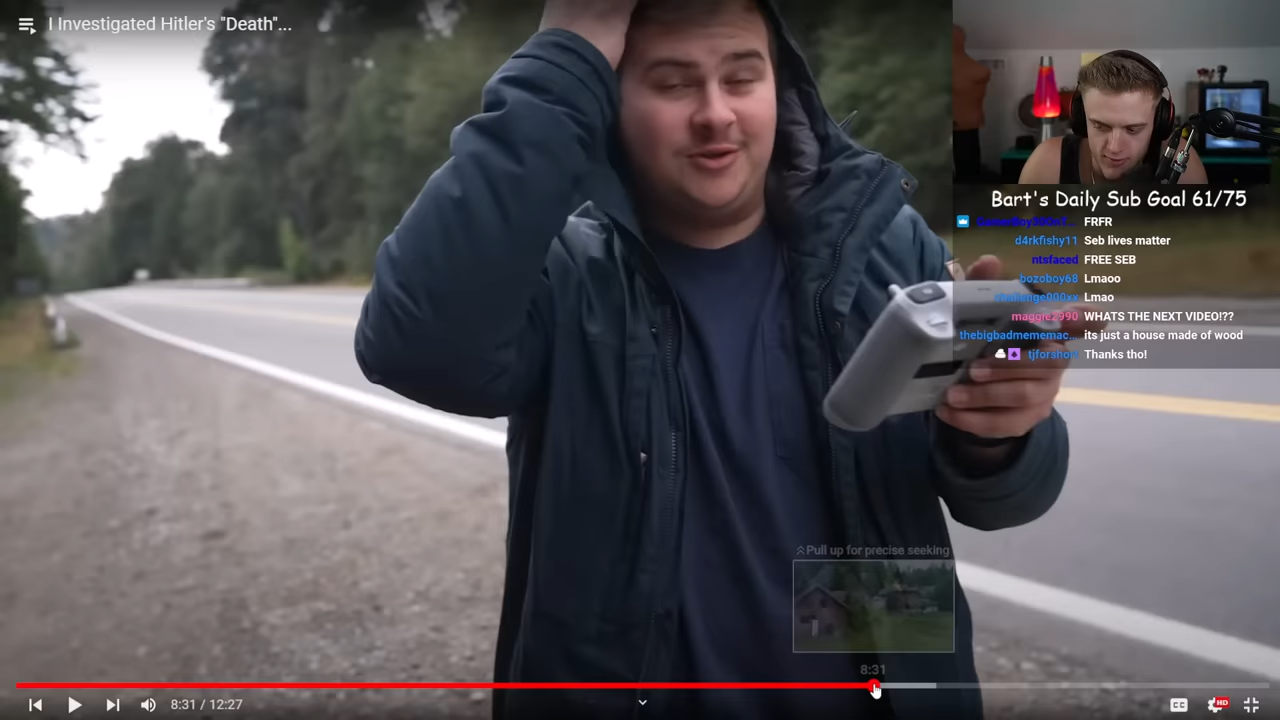 I Investigated Hitler's "Death"...
Bart's Daily Sub Goal 61/75
FRFR
d4rkfishy11 Seb lives matter
ntsfaced FREE SEB
bozoboy68 Lmaoo
Lmao
maggie2990 WHATS THE NEXT VIDEO!??
thebigbadmememac... its just a house made of wood
tjforshort Thanks tho!
Pull up for precise seeking
8:31
8:31 / 12:27
CC
HD